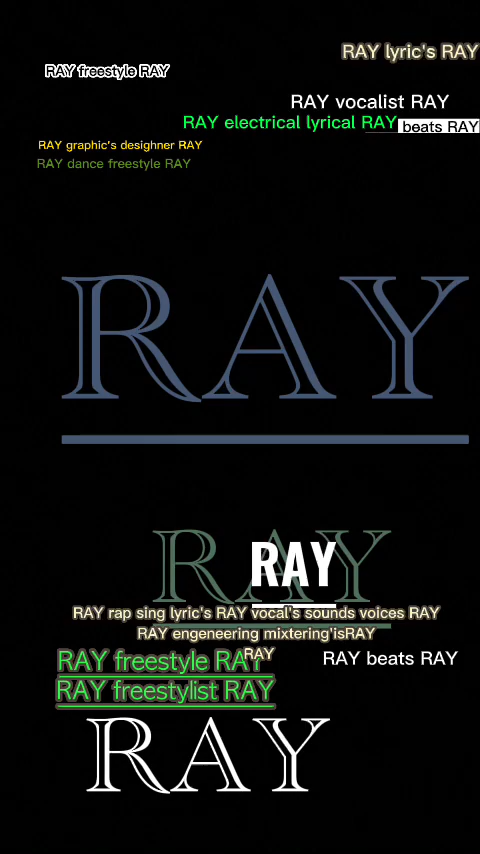 RAY lyric's RAY
RAY freestyle RAY
RAY vocalist RAY
RAY electrical lyrical RAY
beats RAY
RAY graphic's desighner RAY
RAY dance freestyle RAY
RAY
RAY
RAY
RAY rap sing lyric's RAY vocal's sounds voices RAY
RAY engeneering mixtering'isRAY
RAY
RAY freestyle RAY
RAY beats RAY
RAY freestylist RAY
RAY